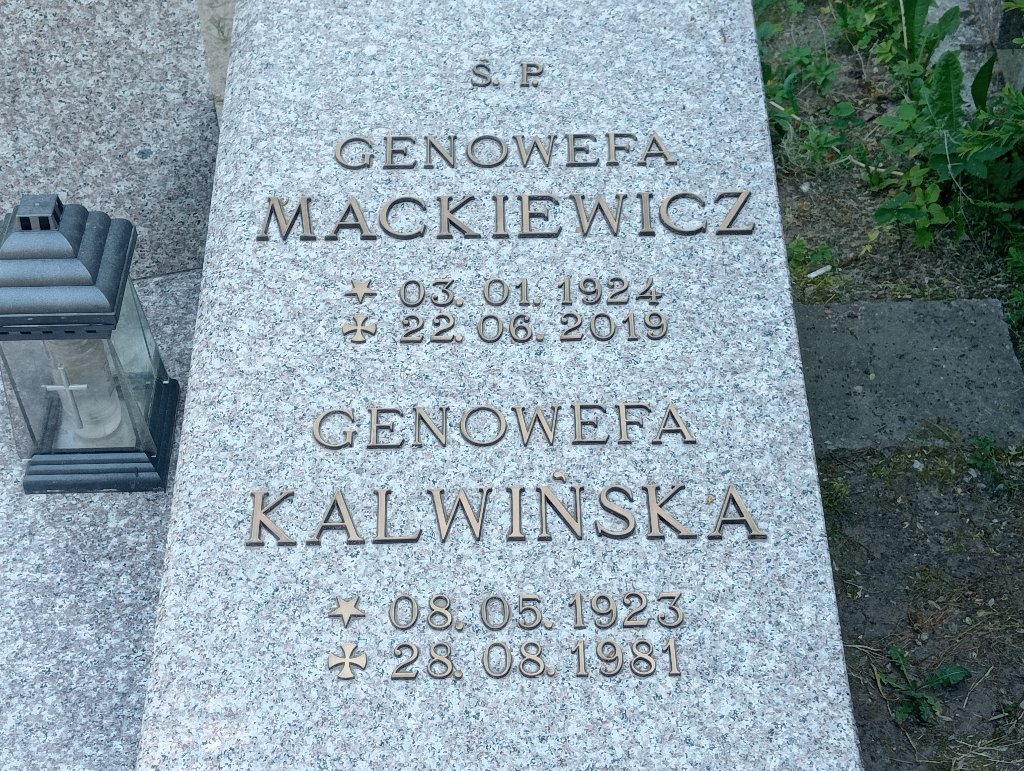 Ś. P.
GENOWEFA
MACKIEWICZ
03. 01. 1924
22. 06. 2019
GENOWEFA
KALWIŃSKA
08. 05. 1923
28. 08. 1981